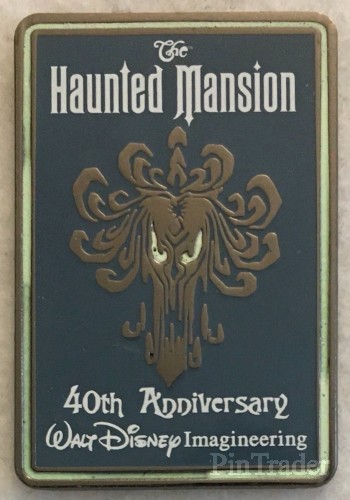 The
Haunted Mansion
40th Anniversary
Walt Disney Imagineering
PinTrader